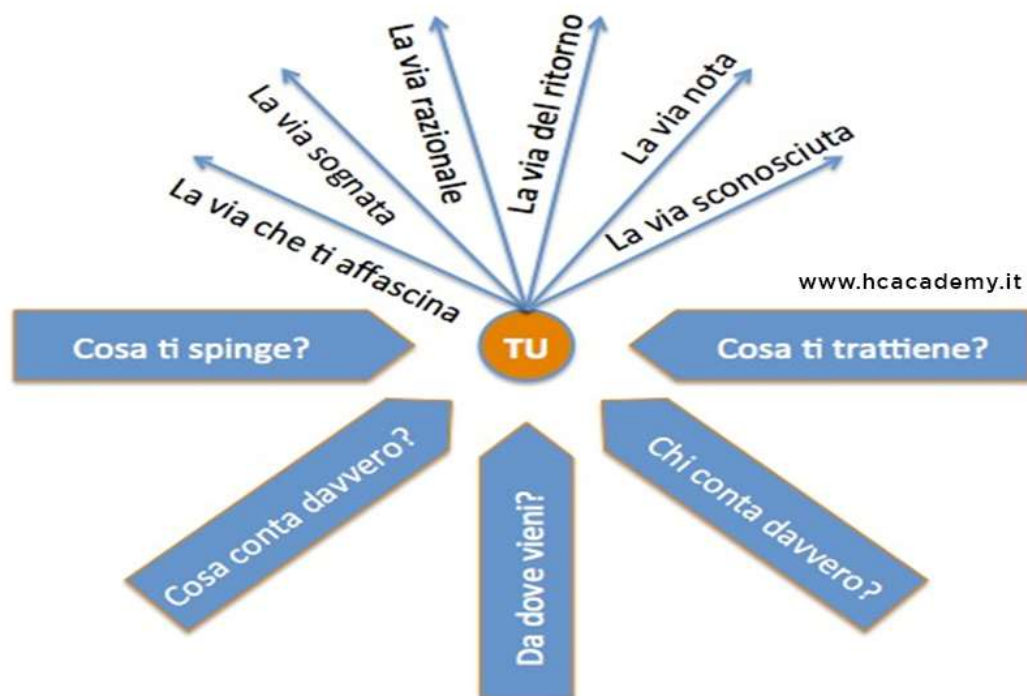 La via che ti affascina
La via sognata
La via razionale
La via del ritorno
La via nota
La via sconosciuta
www.hcacademy.it
Cosa ti spinge?
TU
Cosa ti trattiene?
Cosa conta davvero?
Da dove vieni?
Chi conta davvero?